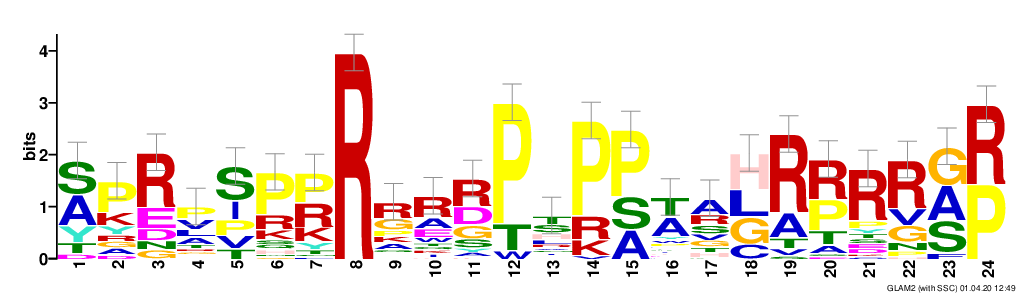 bits
4
3
2
1
0
S A Y T D
P K Y R G A
R E D N G
P V L A T
S I P V T
P R K S G
P R K Y T
R
R G K A
R A E W T
R D G S A
P T W
T S H
P R K
P S A
T A W
A R S V G T H
H L G C
R A T
R P T A
R Y T S E D
R V G N
G A S E
R P
1 2 3 4 5 6 7 8 9 10 11 12 13 14 15 16 17 18 19 20 21 22 23 24
GLAM2 (with SSC) 01.04.20 12:49